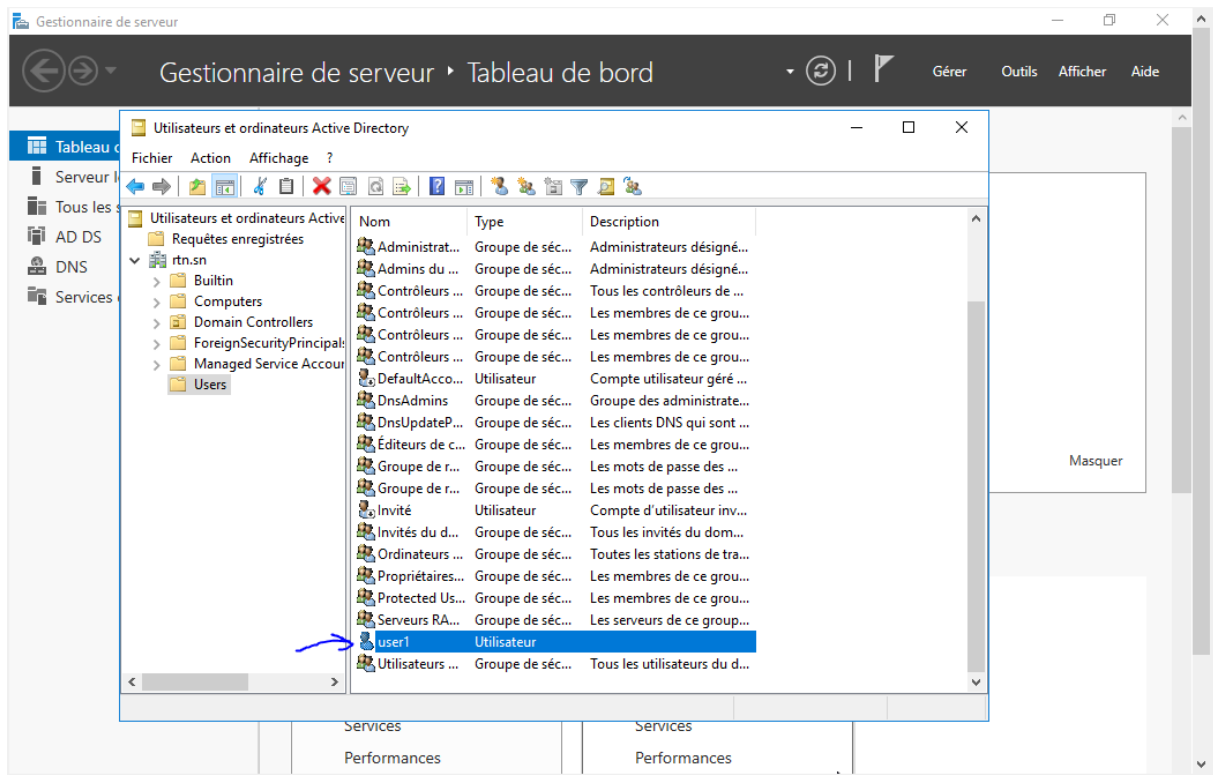 Gestionnaire de serveur
Gestionnaire de serveur Tableau de bord
Gérer Outils Afficher Aide
Tableau
Serveur
Tous les
AD DS
DNS
Services
Utilisateurs et ordinateurs Active Directory
Fichier Action Affichage ?
Utilisateurs et ordinateurs Active
Requêtes enregistrées
rtn.sn
Builtin
Computers
Domain Controllers
ForeignSecurityPrincipals
Managed Service Accour
Users
Nom Type Description
Administrat... Groupe de séc... Administrateurs désigné...
Admins du ... Groupe de séc... Administrateurs désigné...
Contrôleurs ... Groupe de séc... Tous les contrôleurs de ...
Contrôleurs ... Groupe de séc... Les membres de ce grou...
Contrôleurs ... Groupe de séc... Les membres de ce grou...
Contrôleurs ... Groupe de séc... Les membres de ce grou...
DefaultAcco... Utilisateur Compte utilisateur géré ...
DnsAdmins Groupe de séc... Groupe des administrate...
DnsUpdateP... Groupe de séc... Les clients DNS qui sont ...
Éditeurs de c... Groupe de séc... Les membres de ce grou...
Groupe de r... Groupe de séc... Les mots de passe des ...
Groupe de r... Groupe de séc... Les mots de passe des ...
Invité Utilisateur Compte d'utilisateur inv...
Invités du d... Groupe de séc... Tous les invités du dom...
Ordinateurs ... Groupe de séc... Toutes les stations de tra...
Propriétaires... Groupe de séc... Les membres de ce grou...
Protected Us... Groupe de séc... Les membres de ce grou...
Serveurs RA... Groupe de séc... Les serveurs de ce group...
user1 Utilisateur
Utilisateurs ... Groupe de séc... Tous les utilisateurs du d...
Masquer
Services Services
Performances Performances